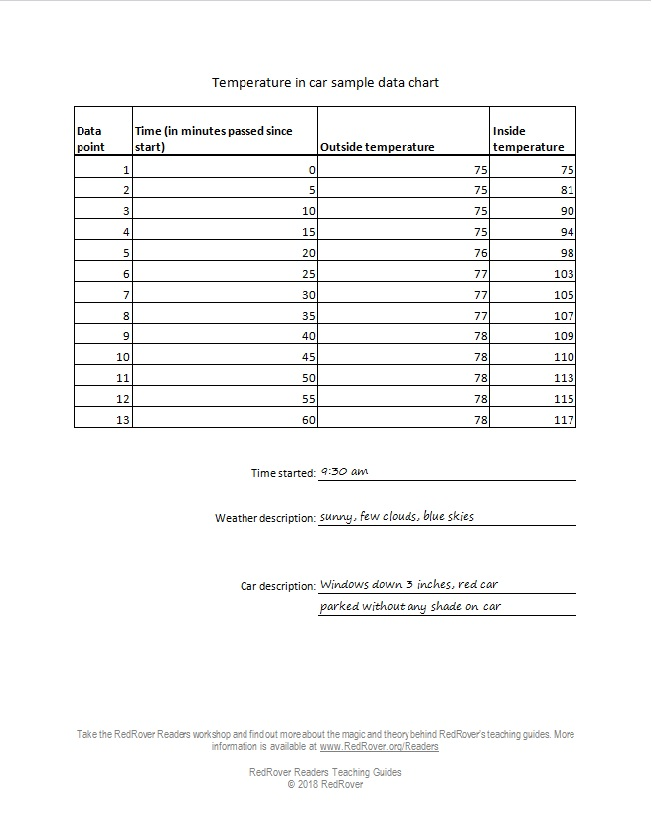 Temperature in car sample data chart
Data point Time (in minutes passed since start) Outside temperature Inside temperature
1 0 75 75
2 5 75 81
3 10 75 90
4 15 75 94
5 20 76 98
6 25 77 103
7 30 77 105
8 35 77 107
9 40 78 109
10 45 78 110
11 50 78 113
12 55 78 115
13 60 78 117
Time started: 9:30 am
Weather description: sunny, few clouds, blue skies
Car description: Windows down 3 inches, red car
parked without any shade on car
Take the RedRover Readers workshop and find out more about the magic and theory behind RedRover's teaching guides. More
information is available at www.RedRover.org/Readers
RedRover Readers Teaching Guides
© 2018 RedRover